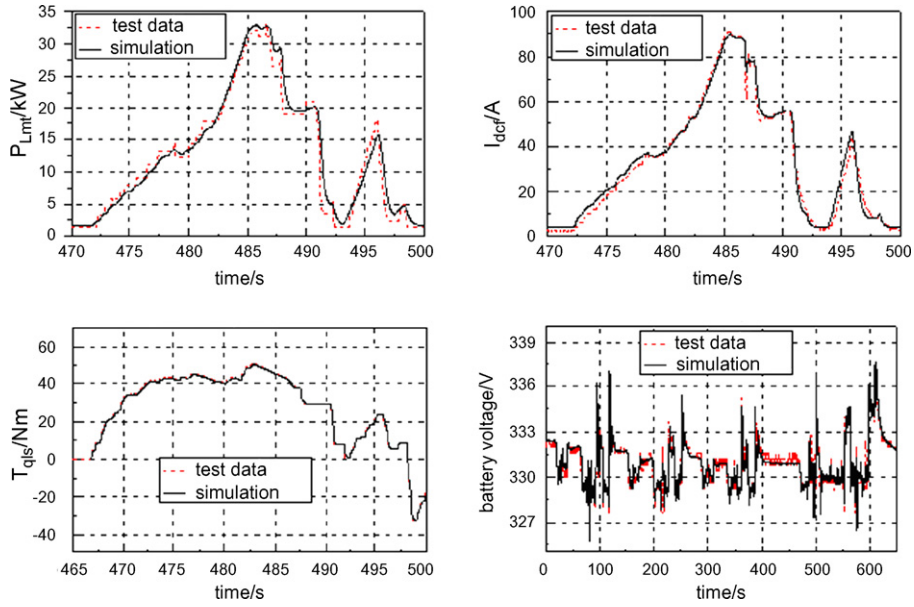 35
30
25
20
15
10
5
0
P_Lmt/kW
test data
simulation
470 475 480 485 490 495 500
time/s
100
80
60
40
20
0
I_dcf/A
test data
simulation
470 475 480 485 490 495 500
time/s
60
40
20
0
-20
-40
T_qls/Nm
test data
simulation
465 470 475 480 485 490 495 500
time/s
339
336
333
330
327
battery voltage/V
test data
simulation
0 100 200 300 400 500 600
time/s